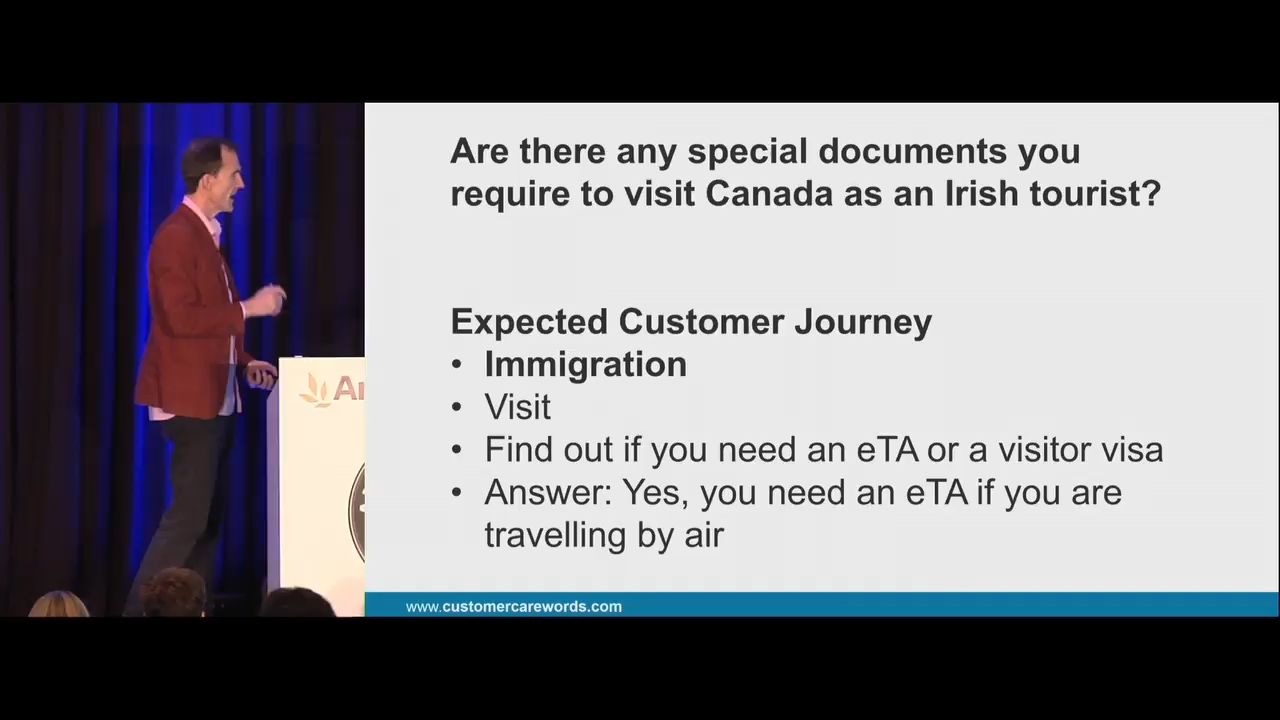 Are there any special documents you
require to visit Canada as an Irish tourist?
Expected Customer Journey
• Immigration
• Visit
• Find out if you need an eTA or a visitor visa
• Answer: Yes, you need an eTA if you are
travelling by air
www.customercarewords.com